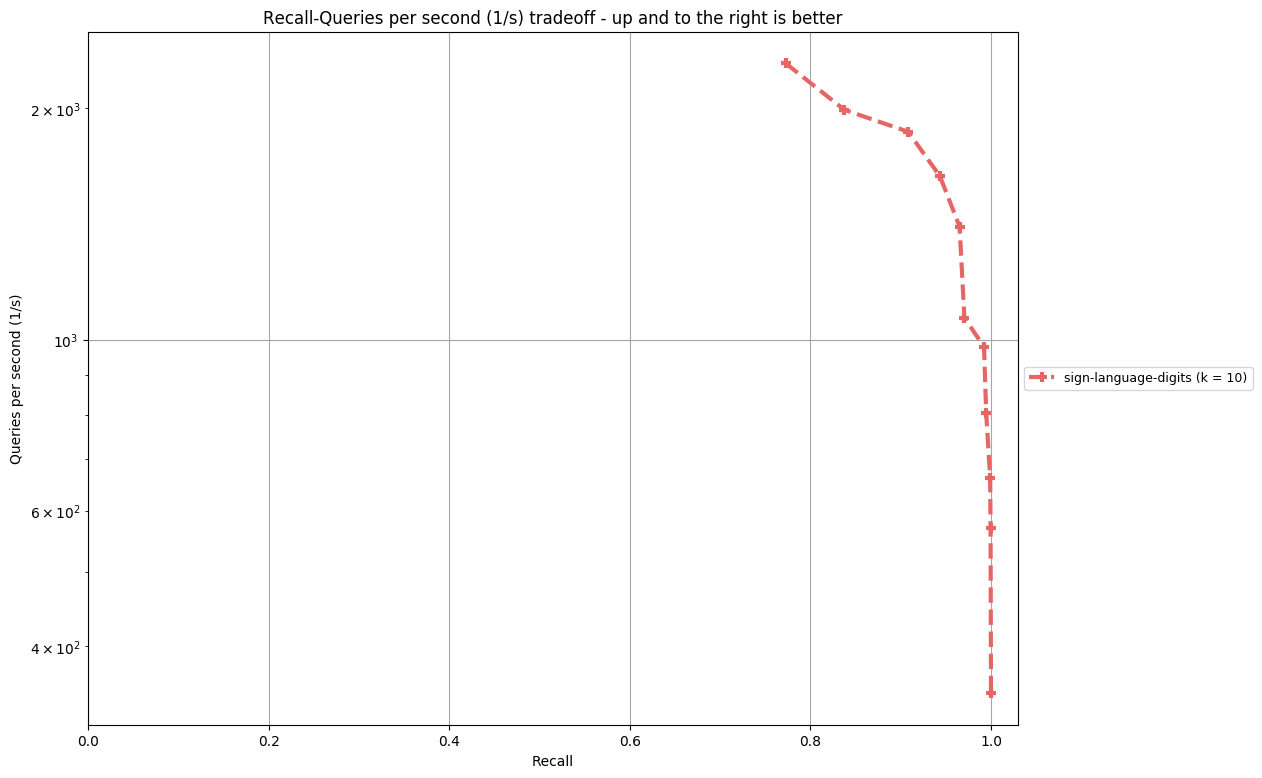 Recall-Queries per second (1/s) tradeoff - up and to the right is better
Queries per second (1/s)
2 × 10³
10³
6 × 10²
4 × 10²
0.0 0.2 0.4 0.6 0.8 1.0
Recall
sign-language-digits (k = 10)